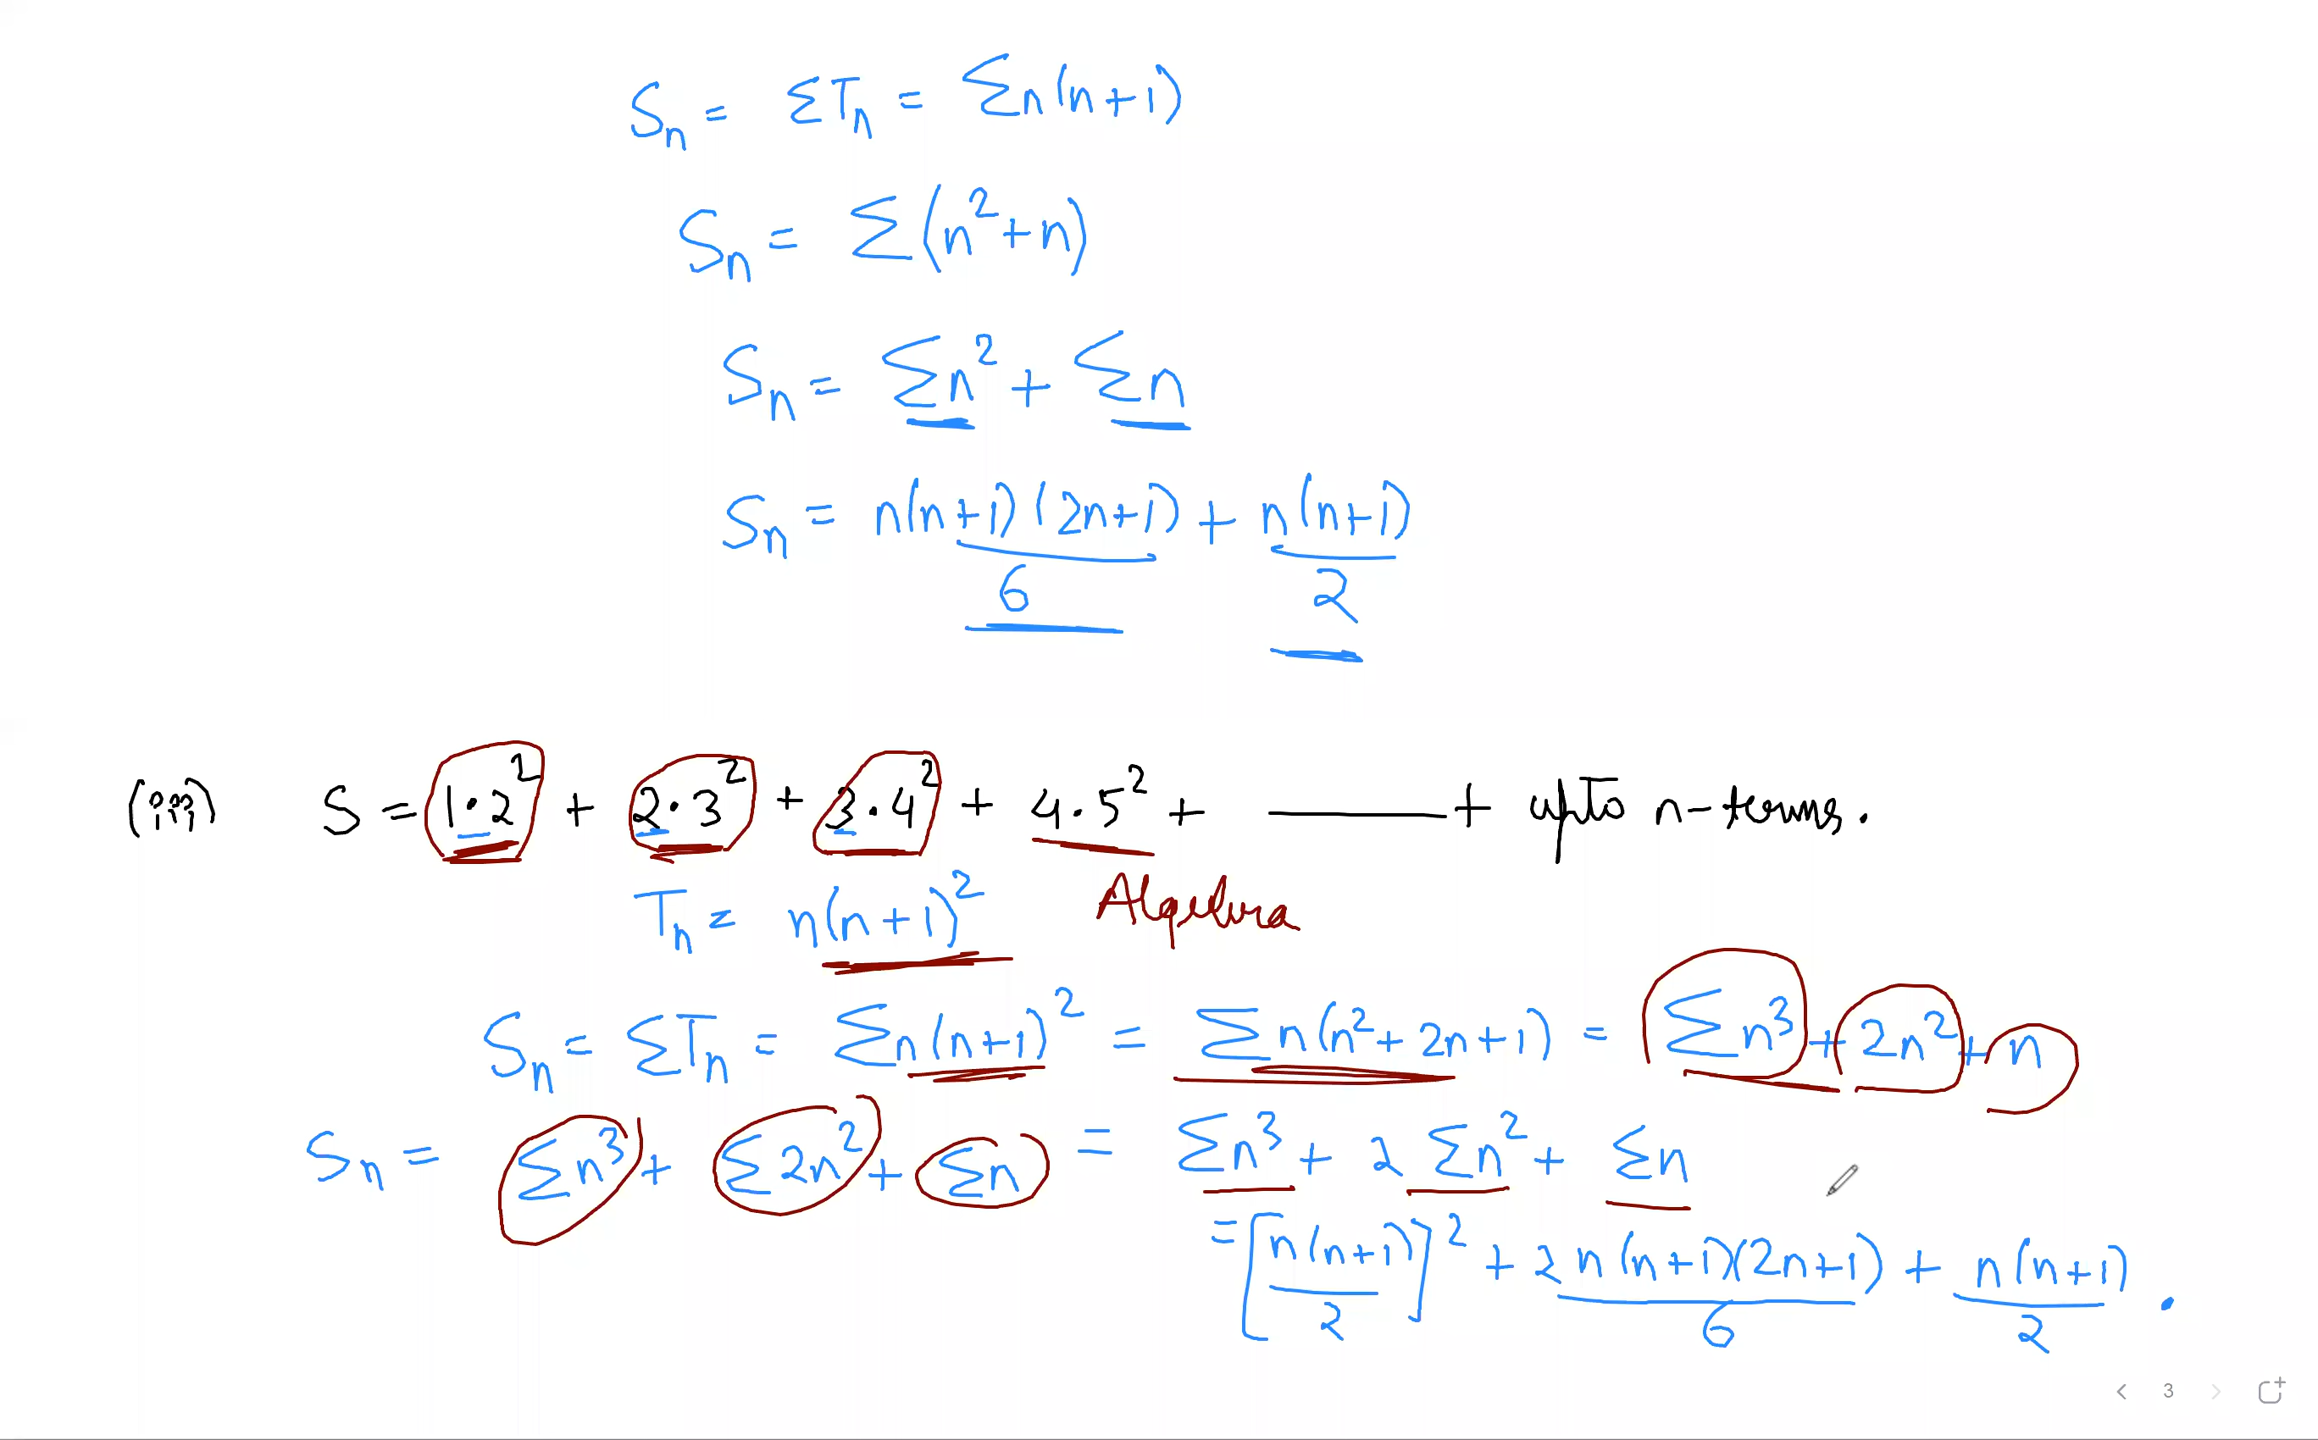 Sn = ΣTn = Σn(n+1)
Sn = Σ(n²+n)
Sn = Σn² + Σn
Sn = n(n+1)(2n+1)/6 + n(n+1)/2
(iii) S = 1·2² + 2·3² + 3·4² + 4·5² + ——— + upto n-terms.
Tn = n(n+1)² Algebra
Sn = ΣTn = Σn(n+1)² = Σn(n²+2n+1) = Σn³+2n²+n
Sn = Σn³ + Σ2n² + Σn = Σn³ + 2Σn² + Σn
= [n(n+1)/2]² + 2n(n+1)(2n+1)/6 + n(n+1)/2.
< 3 >